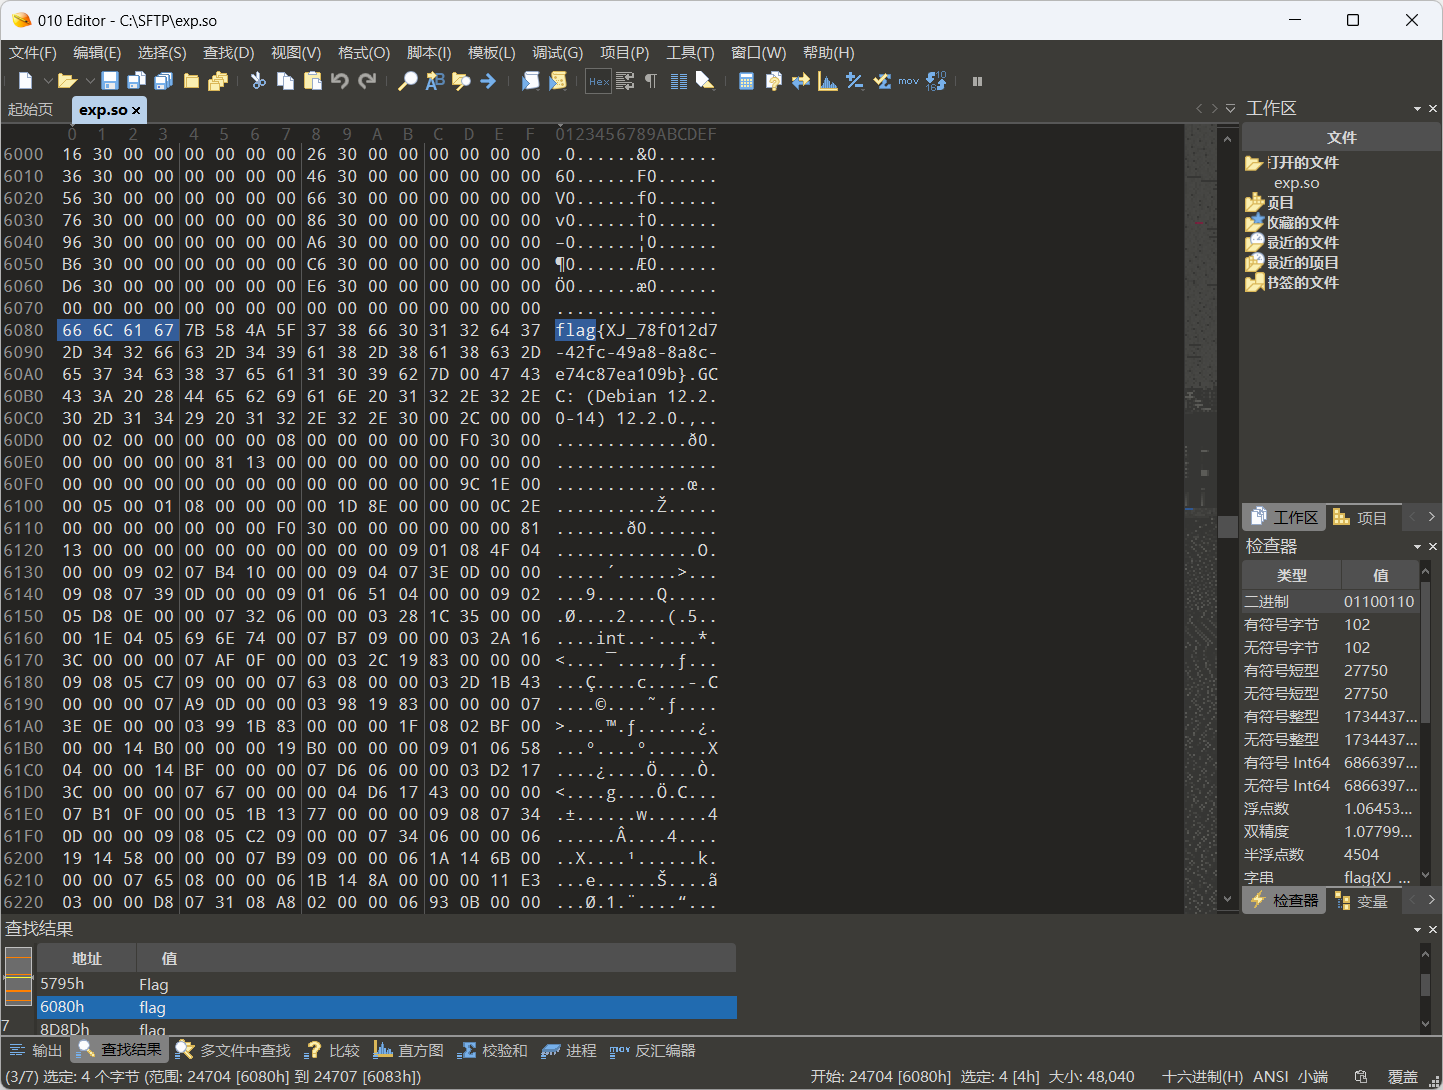 010 Editor - C:\SFTP\exp.so
文件(F) 编辑(E) 选择(S) 查找(D) 视图(V) 格式(O) 脚本(I) 模板(L) 调试(G) 项目(P) 工具(T) 窗口(W) 帮助(H)
Hex mov
起始页 exp.so
0 1 2 3 4 5 6 7 8 9 A B C D E F 0123456789ABCDEF
6000 16 30 00 00 00 00 00 00 26 30 00 00 00 00 00 00 .0......&0......
6010 36 30 00 00 00 00 00 00 46 30 00 00 00 00 00 00 60......F0......
6020 56 30 00 00 00 00 00 00 66 30 00 00 00 00 00 00 V0......f0......
6030 76 30 00 00 00 00 00 00 86 30 00 00 00 00 00 00 v0......†0......
6040 96 30 00 00 00 00 00 00 A6 30 00 00 00 00 00 00 –0......¦0......
6050 B6 30 00 00 00 00 00 00 C6 30 00 00 00 00 00 00 ¶0......Æ0......
6060 D6 30 00 00 00 00 00 00 E6 30 00 00 00 00 00 00 Ö0......æ0......
6070 00 00 00 00 00 00 00 00 00 00 00 00 00 00 00 00 ................
6080 66 6C 61 67 7B 58 4A 5F 37 38 66 30 31 32 64 37 flag{XJ_78f012d7
6090 2D 34 32 66 63 2D 34 39 61 38 2D 38 61 38 63 2D -42fc-49a8-8a8c-
60A0 65 37 34 63 38 37 65 61 31 30 39 62 7D 00 47 43 e74c87ea109b}.GC
60B0 43 3A 20 28 44 65 62 69 61 6E 20 31 32 2E 32 2E C: (Debian 12.2.
60C0 30 2D 31 34 29 20 31 32 2E 32 2E 30 00 2C 00 00 0-14) 12.2.0.,..
60D0 00 02 00 00 00 00 00 08 00 00 00 00 00 F0 30 00 .............ð0.
60E0 00 00 00 00 00 81 13 00 00 00 00 00 00 00 00 00 ................
60F0 00 00 00 00 00 00 00 00 00 00 00 00 00 9C 1E 00 .............œ..
6100 00 05 00 01 08 00 00 00 00 1D 8E 00 00 00 0C 2E ..........Ž.....
6110 00 00 00 00 00 00 00 F0 30 00 00 00 00 00 00 81 .......ð0.......
6120 13 00 00 00 00 00 00 00 00 00 00 09 01 08 4F 04 ..............O.
6130 00 00 09 02 07 B4 10 00 00 09 04 07 3E 0D 00 00 .....´......>...
6140 09 08 07 39 0D 00 00 00 09 01 06 51 04 00 00 09 02 ...9......Q.....
6150 05 D8 0E 00 00 07 32 06 00 00 03 28 1C 35 00 00 .Ø....2....(.5..
6160 00 1E 04 05 69 6E 74 00 07 B7 09 00 00 03 2A 16 ....int..·....*.
6170 3C 00 00 00 07 AF 0F 00 00 03 2C 19 83 00 00 00 <....¯....,.ƒ...
6180 09 08 05 C7 09 00 00 07 63 08 00 00 03 2D 1B 43 ...Ç....c....-.C
6190 00 00 00 07 A9 0D 00 00 03 98 19 83 00 00 00 07 ....©....˜.ƒ....
61A0 3E 0E 00 00 03 99 1B 83 00 00 00 1F 08 02 BF 00 >....™.ƒ......¿.
61B0 00 00 14 B0 00 00 00 19 B0 00 00 00 09 01 06 58 ...°....°......X
61C0 04 00 00 14 BF 00 00 00 07 D6 06 00 00 03 D2 17 ....¿....Ö....Ò.
61D0 3C 00 00 00 07 67 00 00 00 04 D6 17 43 00 00 00 <....g....Ö.C...
61E0 07 B1 0F 00 00 05 1B 13 77 00 00 00 09 08 07 34 .±......w......4
61F0 0D 00 00 09 08 05 C2 09 00 00 07 34 06 00 00 06 ......Â....4....
6200 19 14 58 00 00 00 07 B9 09 00 00 06 1A 14 6B 00 ..X....¹......k.
6210 00 00 07 65 08 00 00 06 1B 14 8A 00 00 00 11 E3 ...e......Š....ã
6220 03 00 00 D8 07 31 08 A8 02 00 00 06 93 0B 00 00 ...Ø.1.¨....“...
工作区
文件
打开的文件
exp.so
项目
收藏的文件
最近的文件
最近的项目
书签的文件
工作区 项目
检查器
类型 值
二进制 01100110
有符号字节 102
无符号字节 102
有符号短型 27750
无符号短型 27750
有符号整型 1734437...
无符号整型 1734437...
有符号 Int64 6866397...
无符号 Int64 6866397...
浮点数 1.06453...
双精度 1.07799...
半浮点数 4504
字串 flag{XJ_...
检查器 变量
查找结果
地址 值
5795h Flag
6080h flag
8D8Dh flag
7
输出 查找结果 多文件中查找 比较 直方图 校验和 进程 反汇编器
(3/7) 选定: 4 个字节 (范围: 24704 [6080h] 到 24707 [6083h]) 开始: 24704 [6080h] 选定: 4 [4h] 大小: 48,040 十六进制(H) ANSI 小端 覆盖